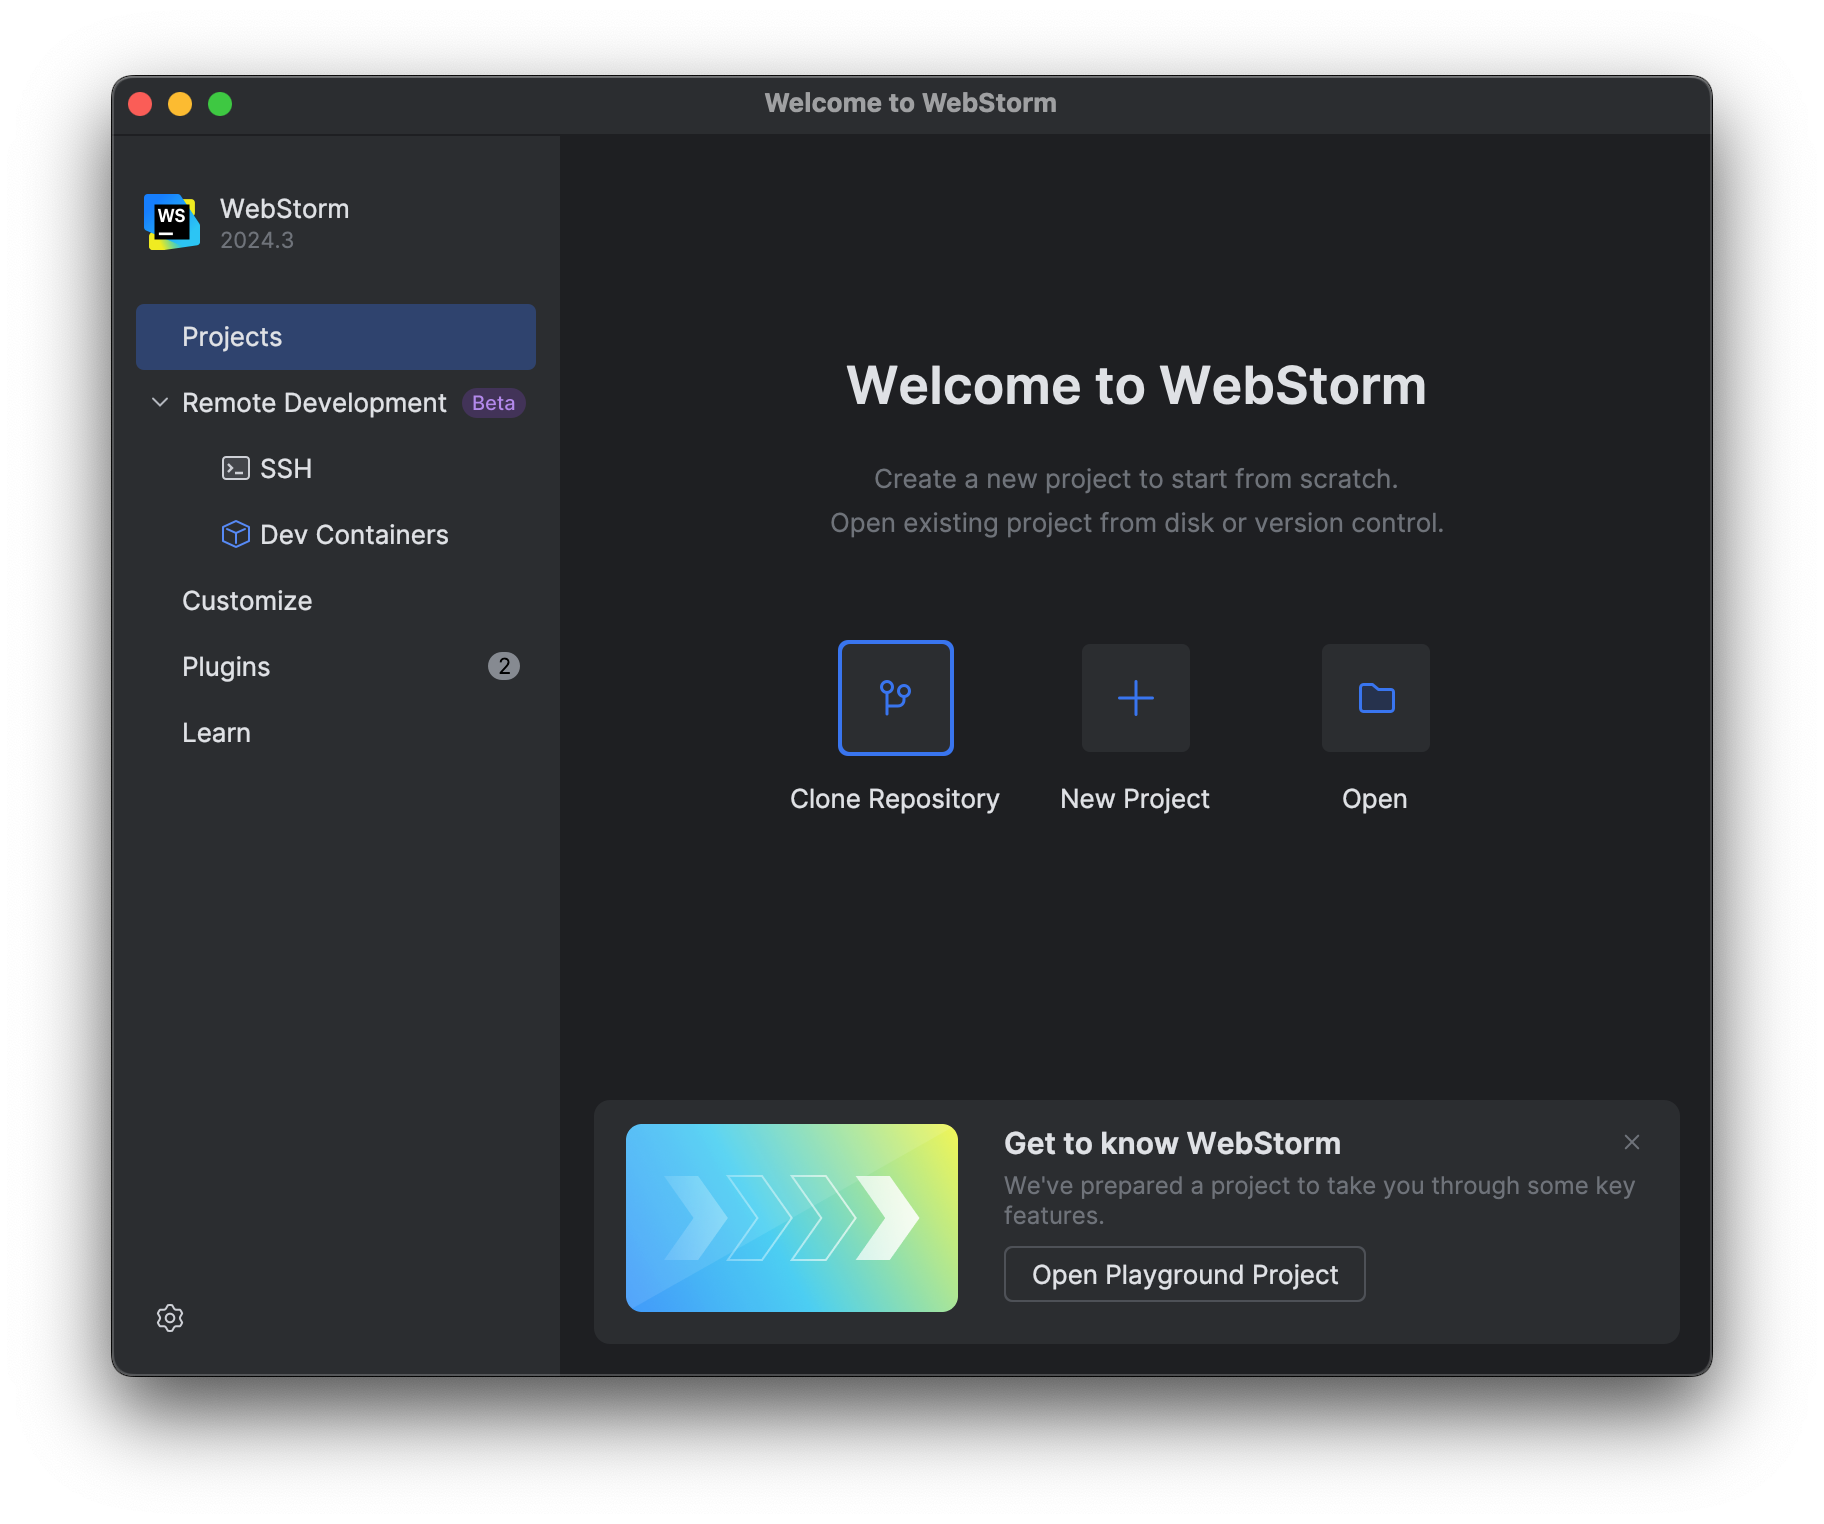 Welcome to WebStorm
WS
WebStorm
2024.3
Projects
Remote Development Beta
SSH
Dev Containers
Customize
Plugins 2
Learn
Welcome to WebStorm
Create a new project to start from scratch.
Open existing project from disk or version control.
Clone Repository
New Project
Open
Get to know WebStorm
We've prepared a project to take you through some key
features.
Open Playground Project